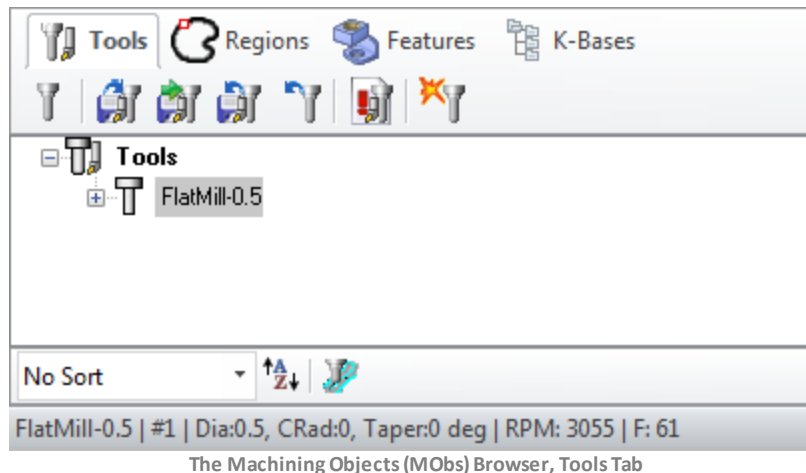 Tools Regions Features K-Bases
Tools
FlatMill-0.5
No Sort A Z
FlatMill-0.5 | #1 | Dia:0.5, CRad:0, Taper:0 deg | RPM: 3055 | F: 61
The Machining Objects (MObs) Browser, Tools Tab